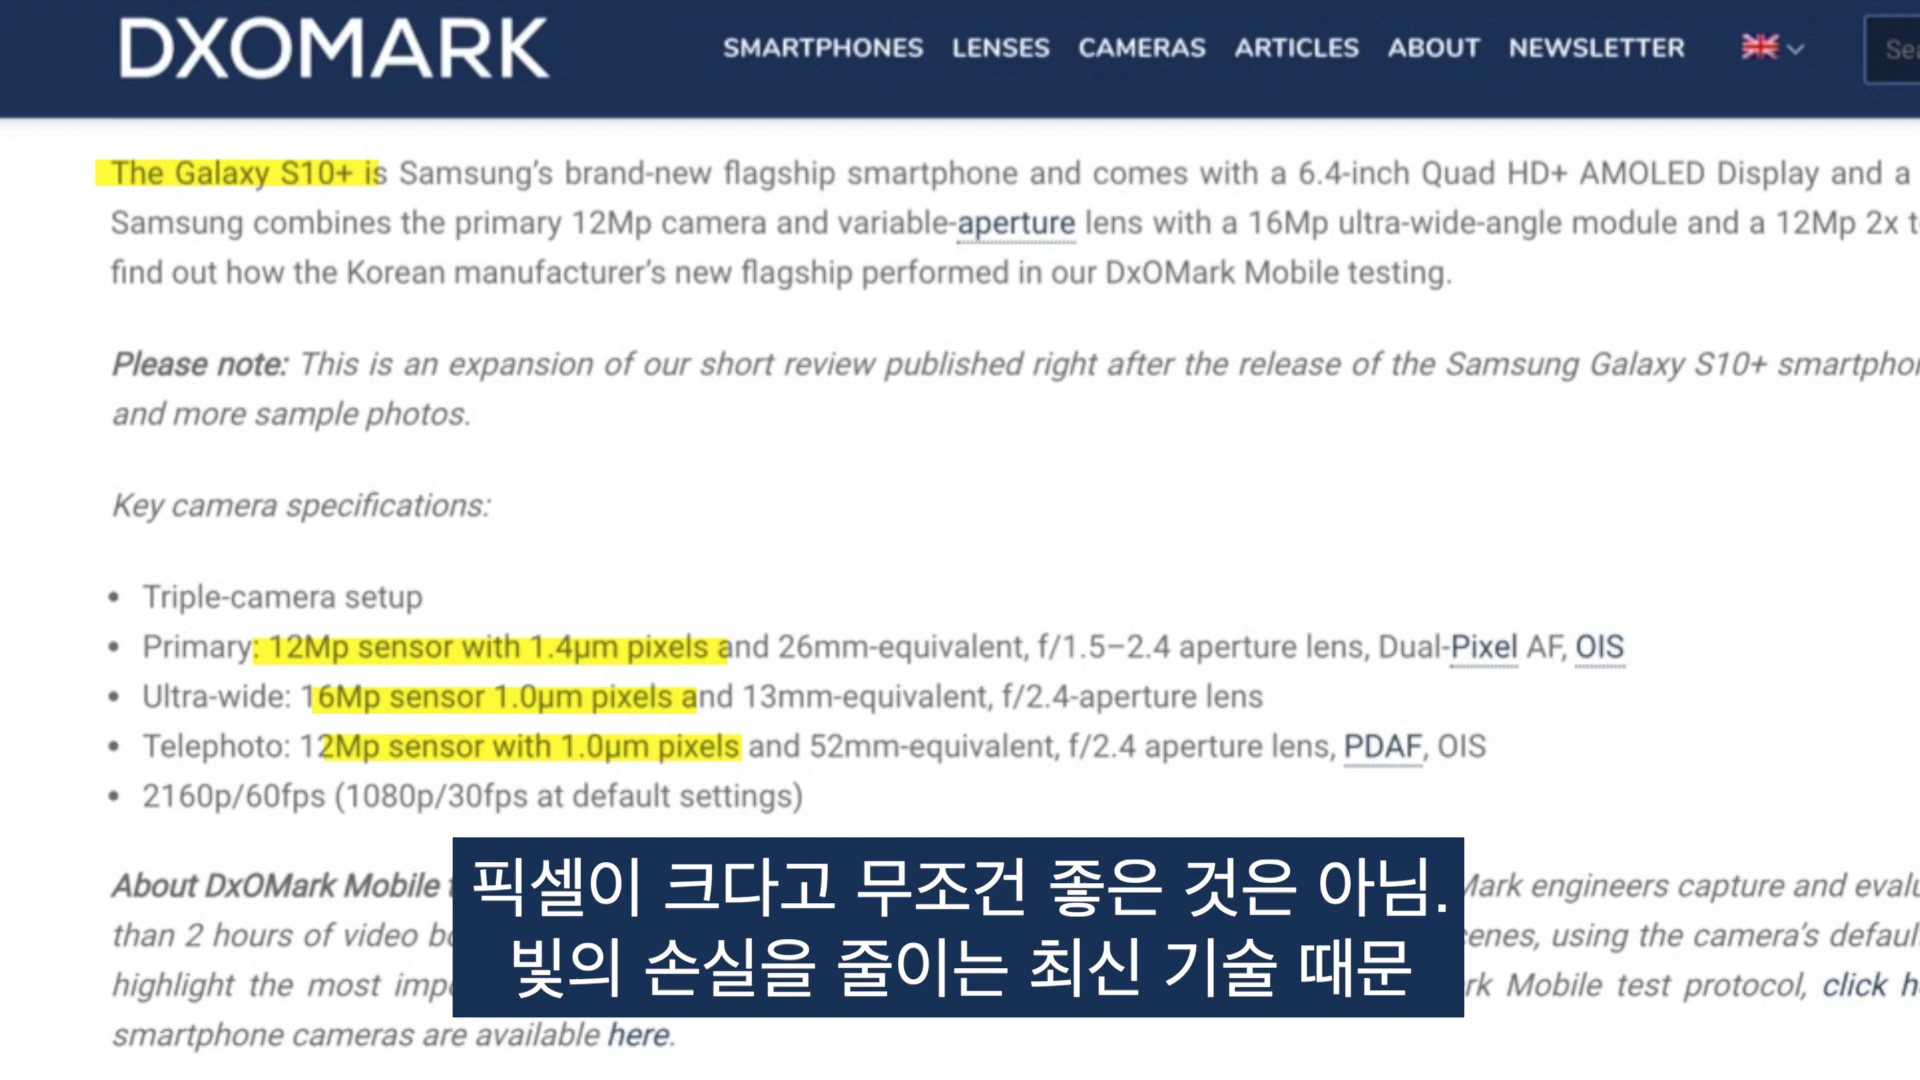 DXOMARK
SMARTPHONES LENSES CAMERAS ARTICLES ABOUT NEWSLETTER
The Galaxy S10+ is Samsung’s brand-new flagship smartphone and comes with a 6.4-inch Quad HD+ AMOLED Display and a
Samsung combines the primary 12Mp camera and variable-aperture lens with a 16Mp ultra-wide-angle module and a 12Mp 2x
find out how the Korean manufacturer’s new flagship performed in our DxOMark Mobile testing.
Please note: This is an expansion of our short review published right after the release of the Samsung Galaxy S10+
and more sample photos.
Key camera specifications:
• Triple-camera setup
• Primary: 12Mp sensor with 1.4µm pixels and 26mm-equivalent, f/1.5–2.4 aperture lens, Dual-Pixel AF, OIS
• Ultra-wide: 16Mp sensor 1.0µm pixels and 13mm-equivalent, f/2.4-aperture lens
• Telephoto: 12Mp sensor with 1.0µm pixels and 52mm-equivalent, f/2.4 aperture lens, PDAF, OIS
• 2160p/60fps (1080p/30fps at default settings)
About DxOMark Mobile engineers capture and
than 2 hours of video using the camera’s
highlight the most Mobile test protocol, click
smartphone cameras are available here.
픽셀이 크다고 무조건 좋은 것은 아님.
빛의 손실을 줄이는 최신 기술 때문